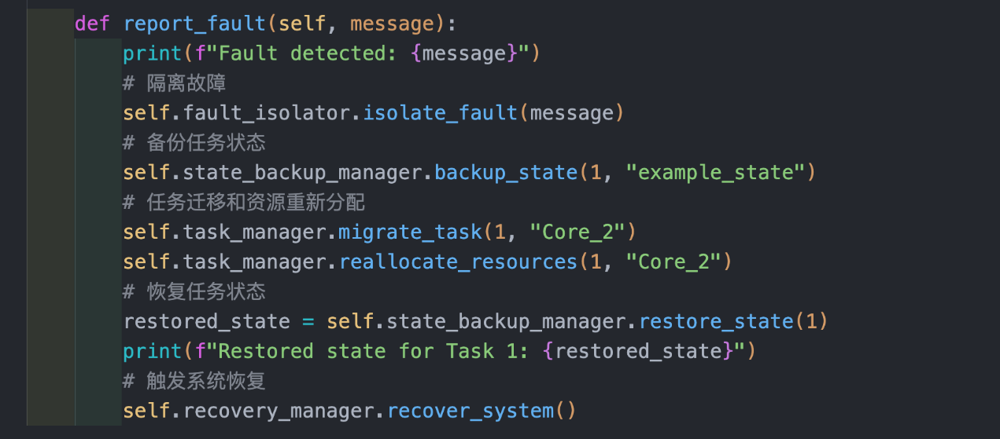 def report_fault(self, message):
print(f"Fault detected: {message}")
# 隔离故障
self.fault_isolator.isolate_fault(message)
# 备份任务状态
self.state_backup_manager.backup_state(1, "example_state")
# 任务迁移和资源重新分配
self.task_manager.migrate_task(1, "Core_2")
self.task_manager.reallocate_resources(1, "Core_2")
# 恢复任务状态
restored_state = self.state_backup_manager.restore_state(1)
print(f"Restored state for Task 1: {restored_state}")
# 触发系统恢复
self.recovery_manager.recover_system()